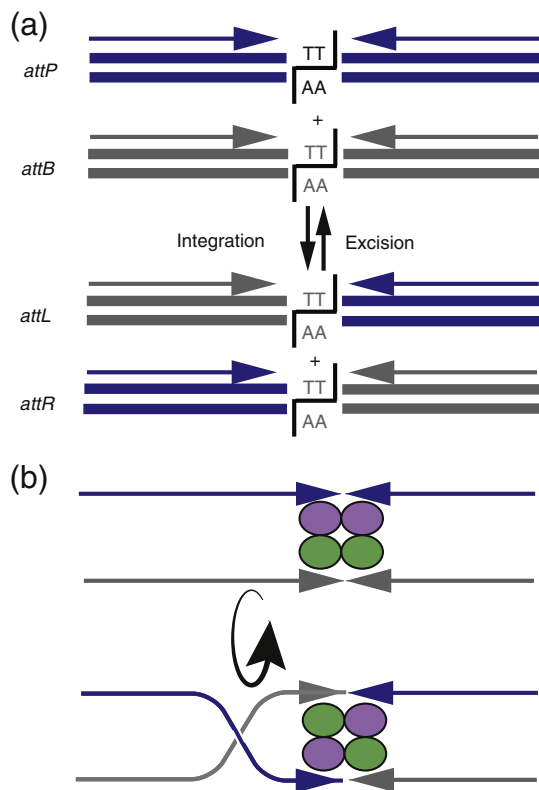 (a)
attP
TT
AA
+
attB
TT
AA
Integration
Excision
attL
TT
AA
+
attR
TT
AA
(b)